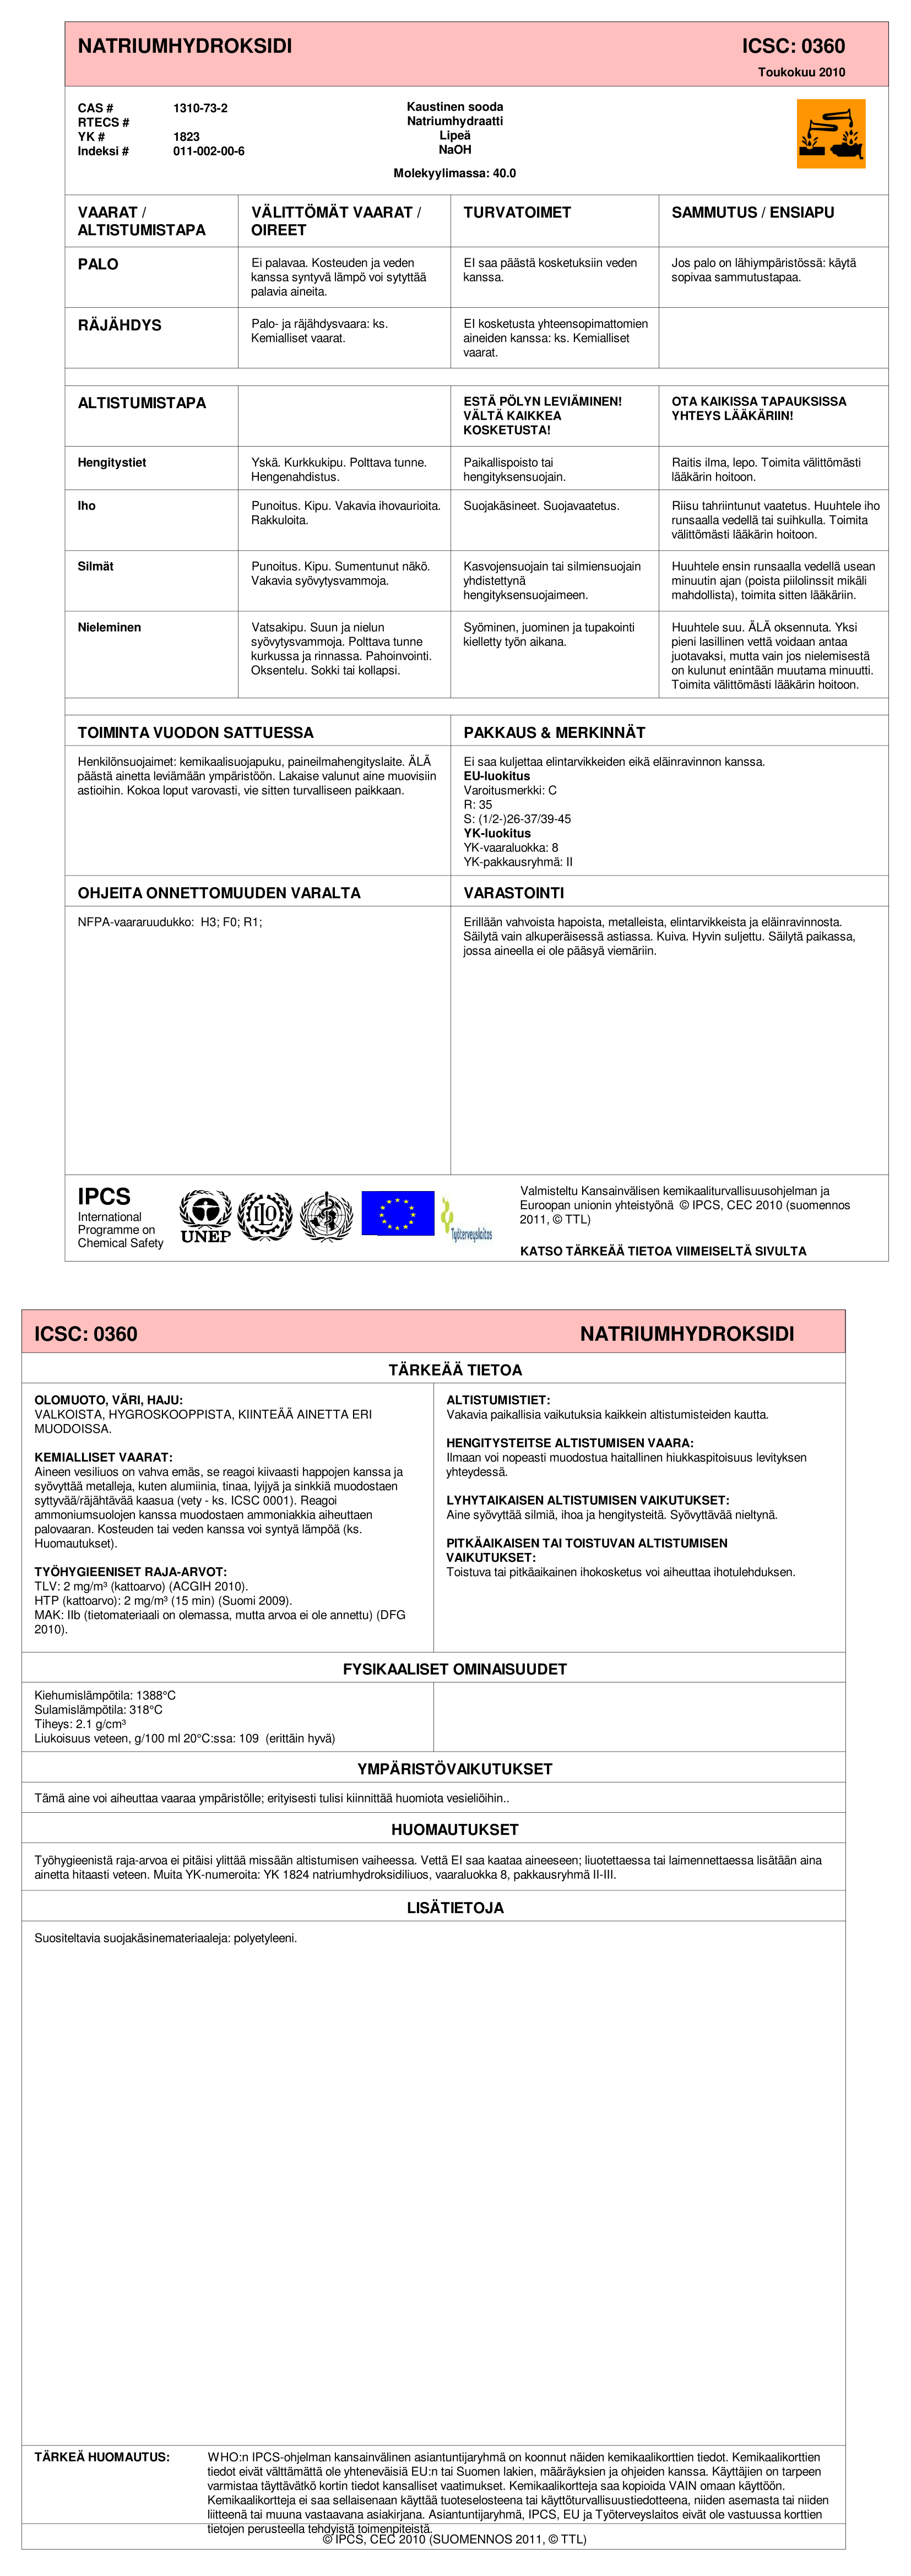 NATRIUMHYDROKSIDI
ICSC: 0360
Toukokuu 2010
CAS # 1310-73-2
RTECS #
YK # 1823
Indeksi # 011-002-00-6
Kaustinen sooda
Natriumhydraatti
Lipeä
NaOH
Molekyylimassa: 40.0
VAARAT /
ALTISTUMISTAPA
VÄLITTÖMÄT VAARAT /
OIREET
TURVATOIMET
SAMMUTUS / ENSIAPU
PALO
Ei palavaa. Kosteuden ja veden
kanssa syntyvä lämpö voi sytyttää
palavia aineita.
EI saa päästä kosketuksiin veden
kanssa.
Jos palo on lähiympäristössä: käytä
sopivaa sammutustapaa.
RÄJÄHDYS
Palo- ja räjähdysvaara: ks.
Kemialliset vaarat.
EI kosketusta yhteensopimattomien
aineiden kanssa: ks. Kemialliset
vaarat.
ALTISTUMISTAPA
ESTÄ PÖLYN LEVIÄMINEN!
VÄLTÄ KAIKKEA
KOSKETUSTA!
OTA KAIKISSA TAPAUKSISSA
YHTEYS LÄÄKÄRIIN!
Hengitystiet
Yskä. Kurkkukipu. Polttava tunne.
Hengenahdistus.
Paikallispoisto tai
hengityksensuojain.
Raitis ilma, lepo. Toimita välittömästi
lääkärin hoitoon.
Iho
Punoitus. Kipu. Vakavia ihovaurioita.
Rakkuloita.
Suojakäsineet. Suojavaatetus.
Riisu tahriintunut vaatetus. Huuhtele iho
runsaalla vedellä tai suihkulla. Toimita
välittömästi lääkärin hoitoon.
Silmät
Punoitus. Kipu. Sumentunut näkö.
Vakavia syövytysvammoja.
Kasvojensuojain tai silmiensuojain
yhdistettynä
hengityksensuojaimeen.
Huuhtele ensin runsaalla vedellä usean
minuutin ajan (poista piilolinssit mikäli
mahdollista), toimita sitten lääkäriin.
Nieleminen
Vatsakipu. Suun ja nielun
syövytysvammoja. Polttava tunne
kurkussa ja rinnassa. Pahoinvointi.
Oksentelu. Sokki tai kollapsi.
Syöminen, juominen ja tupakointi
kielletty työn aikana.
Huuhtele suu. ÄLÄ oksennuta. Yksi
pieni lasillinen vettä voidaan antaa
juotavaksi, mutta vain jos nielemisestä
on kulunut enintään muutama minuutti.
Toimita välittömästi lääkärin hoitoon.
TOIMINTA VUODON SATTUESSA
Henkilönsuojaimet: kemikaalisuojapuku, paineilmahengityslaite. ÄLÄ
päästä ainetta leviämään ympäristöön. Lakaise valunut aine muovisiin
astioihin. Kokoa loput varovasti, vie sitten turvalliseen paikkaan.
PAKKAUS & MERKINNÄT
Ei saa kuljettaa elintarvikkeiden eikä eläinravinnon kanssa.
EU-luokitus
Varoitusmerkki: C
R: 35
S: (1/2-)26-37/39-45
YK-luokitus
YK-vaaraluokka: 8
YK-pakkausryhmä: II
OHJEITA ONNETTOMUUDEN VARALTA
NFPA-vaararuudukko: H3; F0; R1;
VARASTOINTI
Erillään vahvoista hapoista, metalleista, elintarvikkeista ja eläinravinnosta.
Säilytä vain alkuperäisessä astiassa. Kuiva. Hyvin suljettu. Säilytä paikassa,
jossa aineella ei ole pääsyä viemäriin.
IPCS
International
Programme on
Chemical Safety
UNEP
ILO
Työterveyslaitos
Valmisteltu Kansainvälisen kemikaaliturvallisuusohjelman ja
Euroopan unionin yhteistyönä © IPCS, CEC 2010 (suomennos
2011, © TTL)
KATSO TÄRKEÄÄ TIETOA VIIMEISELTÄ SIVULTA
ICSC: 0360
NATRIUMHYDROKSIDI
TÄRKEÄÄ TIETOA
OLOMUOTO, VÄRI, HAJU:
VALKOISTA, HYGROSKOOPPISTA, KIINTEÄÄ AINETTA ERI
MUODOISSA.
KEMIALLISET VAARAT:
Aineen vesiliuos on vahva emäs, se reagoi kiivaasti happojen kanssa ja
syövyttää metalleja, kuten alumiinia, tinaa, lyijyä ja sinkkiä muodostaen
syttyvää/räjähtävää kaasua (vety - ks. ICSC 0001). Reagoi
ammoniumsuolojen kanssa muodostaen ammoniakkia aiheuttaen
palovaaran. Kosteuden tai veden kanssa voi syntyä lämpöä (ks.
Huomautukset).
TYÖHYGIEENISET RAJA-ARVOT:
TLV: 2 mg/m³ (kattoarvo) (ACGIH 2010).
HTP (kattoarvo): 2 mg/m³ (15 min) (Suomi 2009).
MAK: IIb (tietomateriaali on olemassa, mutta arvoa ei ole annettu) (DFG
2010).
ALTISTUMISTIET:
Vakavia paikallisia vaikutuksia kaikkein altistumisteiden kautta.
HENGITYSTEITSE ALTISTUMISEN VAARA:
Ilmaan voi nopeasti muodostua haitallinen hiukkaspitoisuus levityksen
yhteydessä.
LYHYTAIKAISEN ALTISTUMISEN VAIKUTUKSET:
Aine syövyttää silmiä, ihoa ja hengitysteitä. Syövyttävää nieltynä.
PITKÄAIKAISEN TAI TOISTUVAN ALTISTUMISEN
VAIKUTUKSET:
Toistuva tai pitkäaikainen ihokosketus voi aiheuttaa ihotulehduksen.
FYSIKAALISET OMINAISUUDET
Kiehumislämpötila: 1388°C
Sulamislämpötila: 318°C
Tiheys: 2.1 g/cm³
Liukoisuus veteen, g/100 ml 20°C:ssa: 109 (erittäin hyvä)
YMPÄRISTÖVAIKUTUKSET
Tämä aine voi aiheuttaa vaaraa ympäristölle; erityisesti tulisi kiinnittää huomiota vesieliöihin..
HUOMAUTUKSET
Työhygieenistä raja-arvoa ei pitäisi ylittää missään altistumisen vaiheessa. Vettä EI saa kaataa aineeseen; liuotettaessa tai laimennettaessa lisätään aina
ainetta hitaasti veteen. Muita YK-numeroita: YK 1824 natriumhydroksidiliuos, vaaraluokka 8, pakkausryhmä II-III.
LISÄTIETOJA
Suositeltavia suojakäsinemateriaaleja: polyetyleeni.
TÄRKEÄ HUOMAUTUS:
WHO:n IPCS-ohjelman kansainvälinen asiantuntijaryhmä on koonnut näiden kemikaalikorttien tiedot. Kemikaalikorttien
tiedot eivät välttämättä ole yhteneväisiä EU:n tai Suomen lakien, määräyksien ja ohjeiden kanssa. Käyttäjien on tarpeen
varmistaa täyttävätkö kortin tiedot kansalliset vaatimukset. Kemikaalikortteja saa kopioida VAIN omaan käyttöön.
Kemikaalikortteja ei saa sellaisenaan käyttää tuoteselosteena tai käyttöturvallisuustiedotteena, niiden asemasta tai niiden
liitteenä tai muuna vastaavana asiakirjana. Asiantuntijaryhmä, IPCS, EU ja Työterveyslaitos eivät ole vastuussa korttien
tietojen perusteella tehdyistä toimenpiteistä.
© IPCS, CEC 2010 (SUOMENNOS 2011, © TTL)